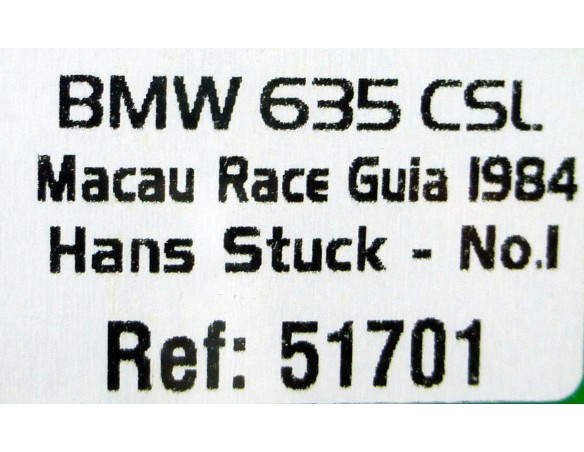 BMW 635 CSL
Macau Race Guia 1984
Hans Stuck - No.1
Ref: 51701